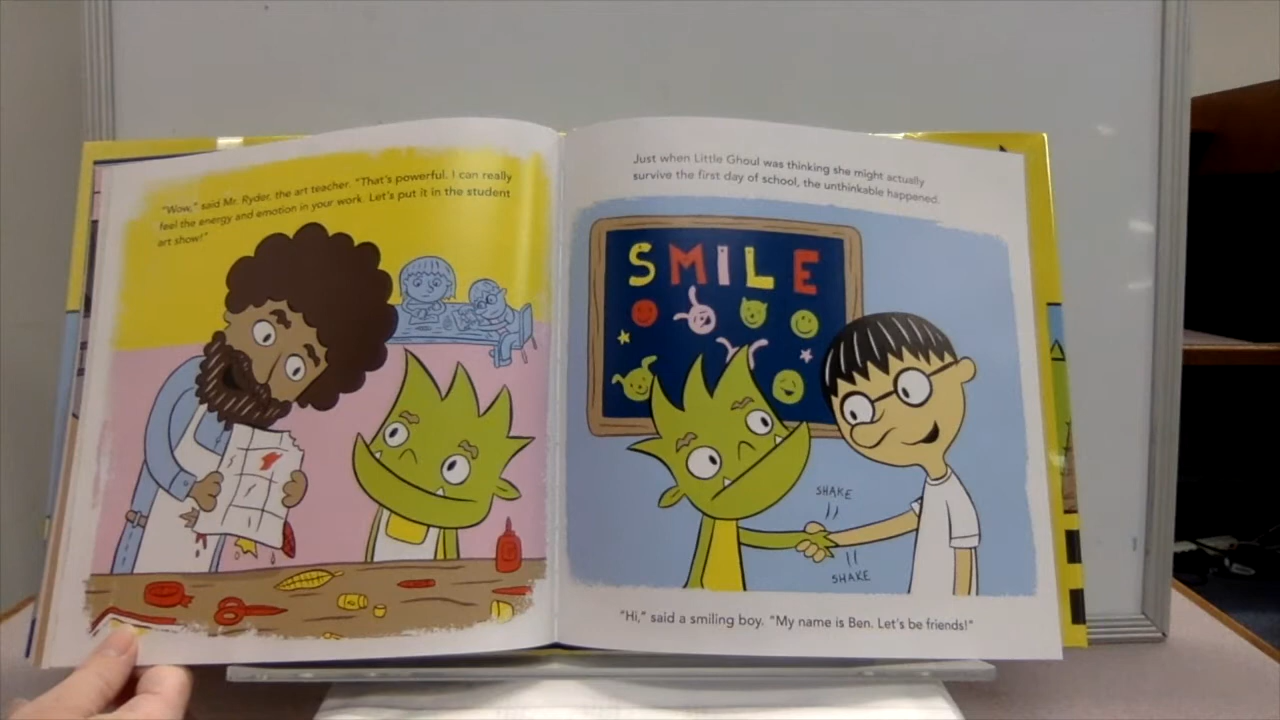 "Wow," said Mr. Ryder, the art teacher. "That's powerful. I can really
feel the energy and emotion in your work. Let's put it in the student
art show!"
Just when Little Ghoul was thinking she might actually
survive the first day of school, the unthinkable happened.
SMILE
SHAKE
SHAKE
"Hi," said a smiling boy. "My name is Ben. Let's be friends!"